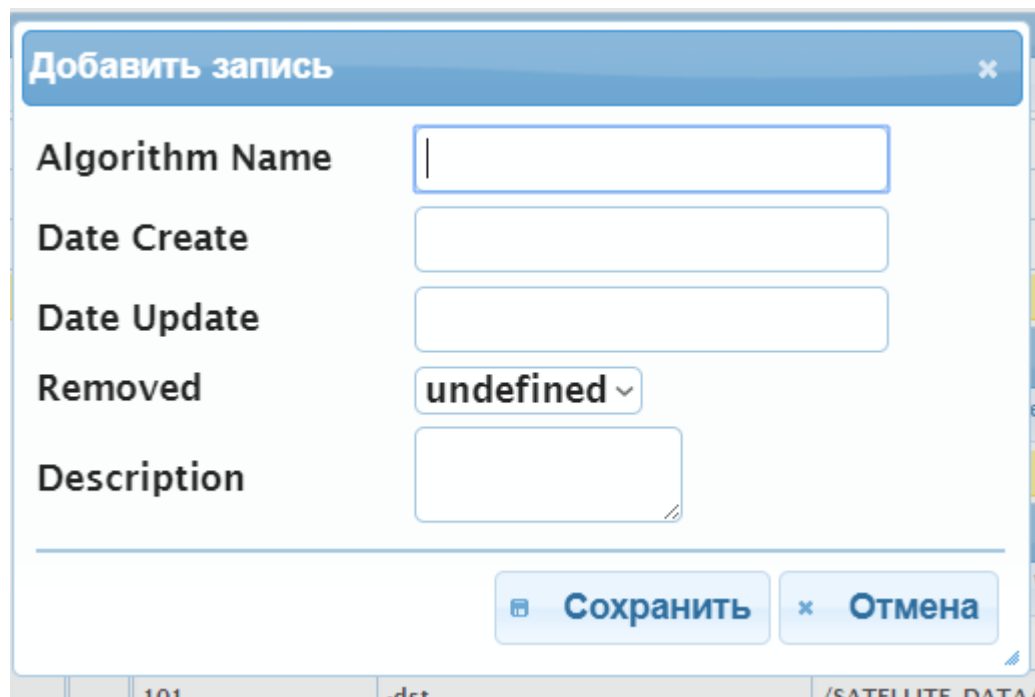 Добавить запись
Algorithm Name
Date Create
Date Update
Removed undefined
Description
Сохранить Отмена
101 -dst /SATELLITE_DATA